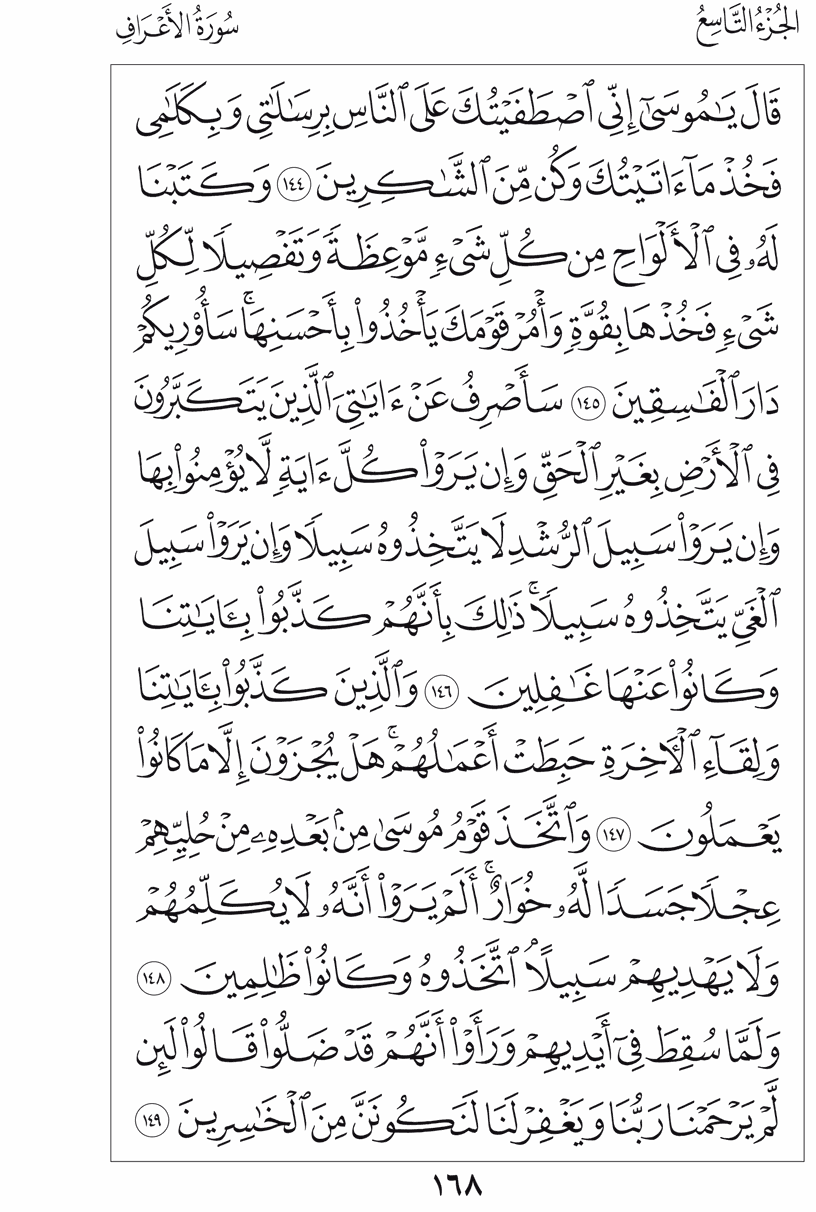 الجُزْءُ التَّاسِعُ
سُورَةُ الأَعْرَافِ
قَالَ يَٰمُوسَىٰٓ إِنِّي ٱصۡطَفَيۡتُكَ عَلَى ٱلنَّاسِ بِرِسَٰلَٰتِي وَبِكَلَٰمِي
فَخُذۡ مَآ ءَاتَيۡتُكَ وَكُن مِّنَ ٱلشَّٰكِرِينَ ١٤٤ وَكَتَبۡنَا
لَهُۥ فِي ٱلۡأَلۡوَاحِ مِن كُلِّ شَيۡءٖ مَّوۡعِظَةٗ وَتَفۡصِيلٗا لِّكُلِّ
شَيۡءٖ فَخُذۡهَا بِقُوَّةٖ وَأۡمُرۡ قَوۡمَكَ يَأۡخُذُواْ بِأَحۡسَنِهَاۚ سَأُوْرِيكُمۡ
دَارَ ٱلۡفَٰسِقِينَ ١٤٥ سَأَصۡرِفُ عَنۡ ءَايَٰتِيَ ٱلَّذِينَ يَتَكَبَّرُونَ
فِي ٱلۡأَرۡضِ بِغَيۡرِ ٱلۡحَقِّ وَإِن يَرَوۡاْ كُلَّ ءَايَةٖ لَّا يُؤۡمِنُواْ بِهَا
وَإِن يَرَوۡاْ سَبِيلَ ٱلرُّشۡدِ لَا يَتَّخِذُوهُ سَبِيلٗا وَإِن يَرَوۡاْ سَبِيلَ
ٱلۡغَيِّ يَتَّخِذُوهُ سَبِيلٗاۚ ذَٰلِكَ بِأَنَّهُمۡ كَذَّبُواْ بِـَٔايَٰتِنَا
وَكَانُواْ عَنۡهَا غَٰفِلِينَ ١٤٦ وَٱلَّذِينَ كَذَّبُواْ بِـَٔايَٰتِنَا
وَلِقَآءِ ٱلۡأٓخِرَةِ حَبِطَتۡ أَعۡمَٰلُهُمۡۚ هَلۡ يُجۡزَوۡنَ إِلَّا مَا كَانُواْ
يَعۡمَلُونَ ١٤٧ وَٱتَّخَذَ قَوۡمُ مُوسَىٰ مِنۢ بَعۡدِهِۦ مِنۡ حُلِيِّهِمۡ
عِجۡلٗا جَسَدٗا لَّهُۥ خُوَارٌۚ أَلَمۡ يَرَوۡاْ أَنَّهُۥ لَا يُكَلِّمُهُمۡ
وَلَا يَهۡدِيهِمۡ سَبِيلًاۘ ٱتَّخَذُوهُ وَكَانُواْ ظَٰلِمِينَ ١٤٨
وَلَمَّا سُقِطَ فِيٓ أَيۡدِيهِمۡ وَرَأَوۡاْ أَنَّهُمۡ قَدۡ ضَلُّواْ قَالُواْ لَئِن
لَّمۡ يَرۡحَمۡنَا رَبُّنَا وَيَغۡفِرۡ لَنَا لَنَكُونَنَّ مِنَ ٱلۡخَٰسِرِينَ ١٤٩
١٦٨